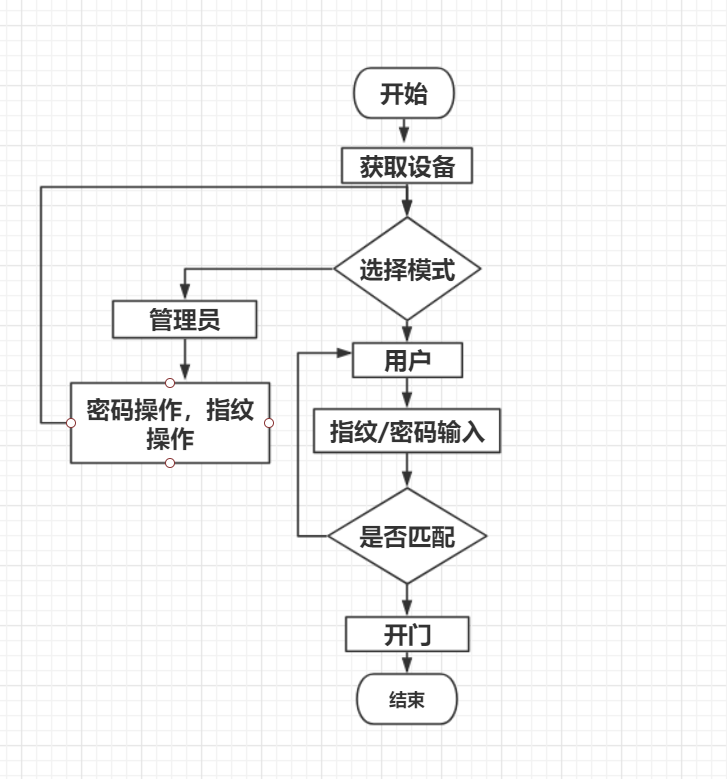 开始
获取设备
选择模式
管理员
用户
密码操作，指纹
操作
指纹/密码输入
是否匹配
开门
结束